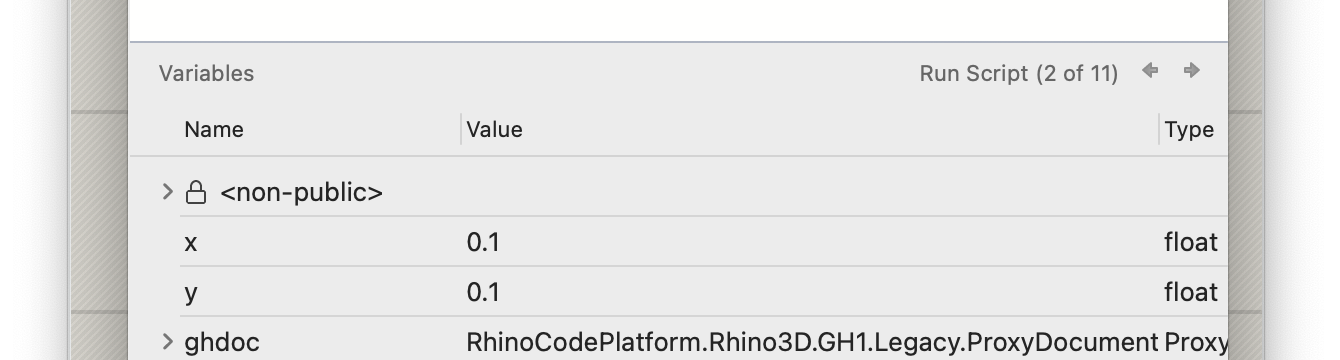 Variables Run Script (2 of 11)
Name Value Type
<non-public>
x 0.1 float
y 0.1 float
ghdoc RhinoCodePlatform.Rhino3D.GH1.Legacy.ProxyDocument Proxy